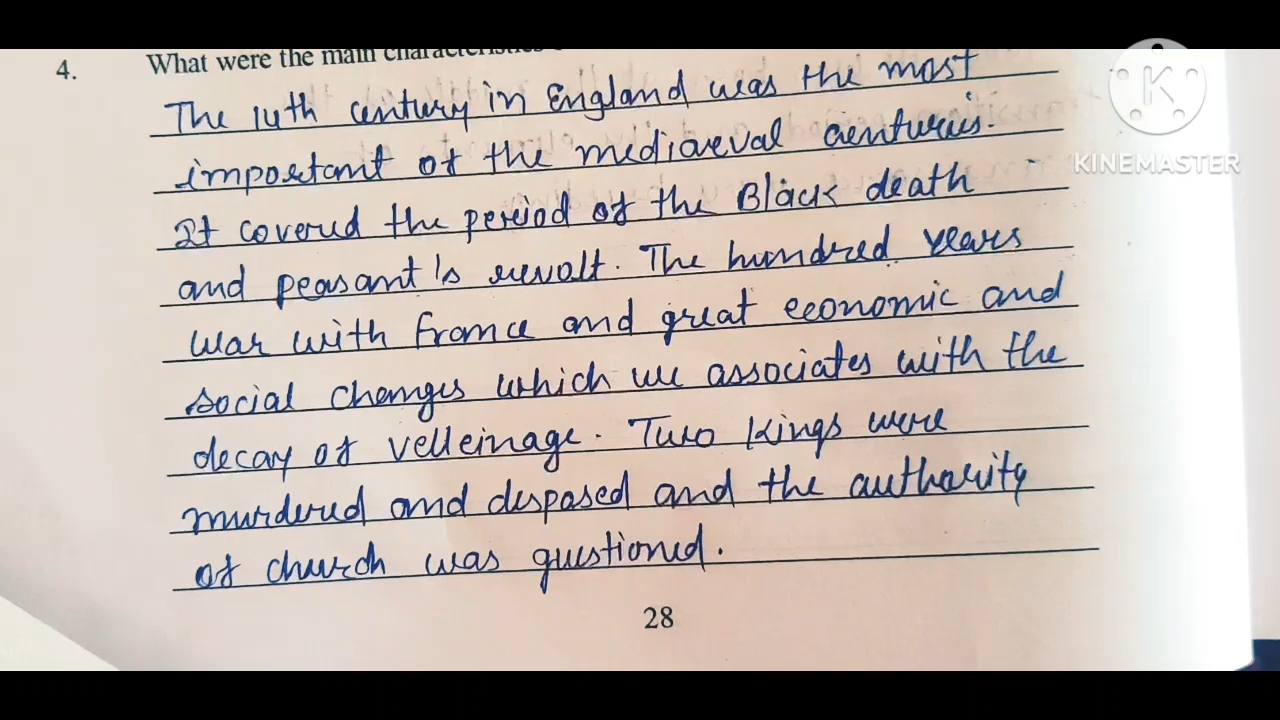 4. What were the main characteristics
The 14th century in England was the most
important of the mediaeval centuries.
It covered the period of the Black death
and peasant's revolt. The hundred years
war with France and great economic and
social changes which we associates with the
decay of velleinage. Two kings were
murdered and desposed and the authority
of church was questioned.
28
K
KINEMASTER